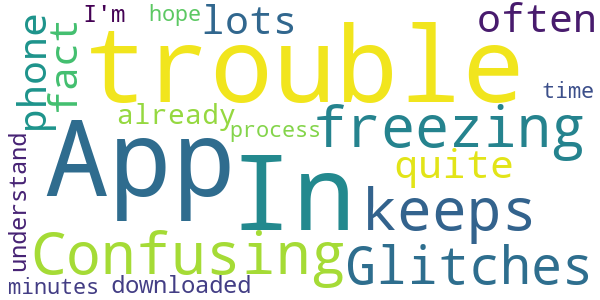 I'm hope lots often
phone fact trouble
time
already process freezing
App In quite
understand keeps
Confusing Glitches
minutes downloaded